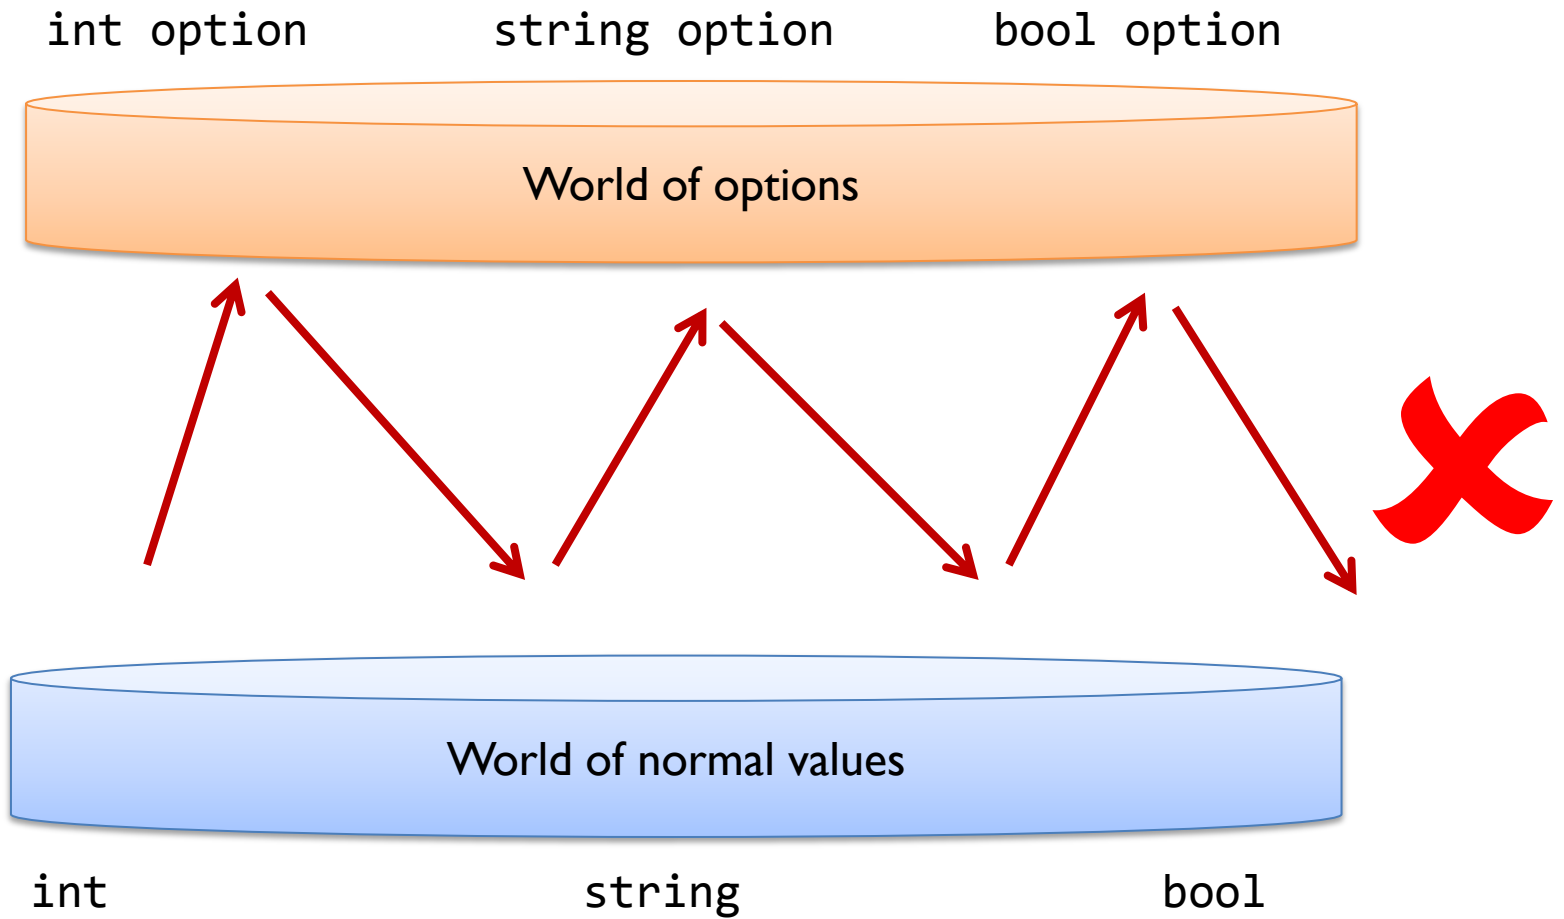 int option
string option
bool option
World of options
World of normal values
int
string
bool